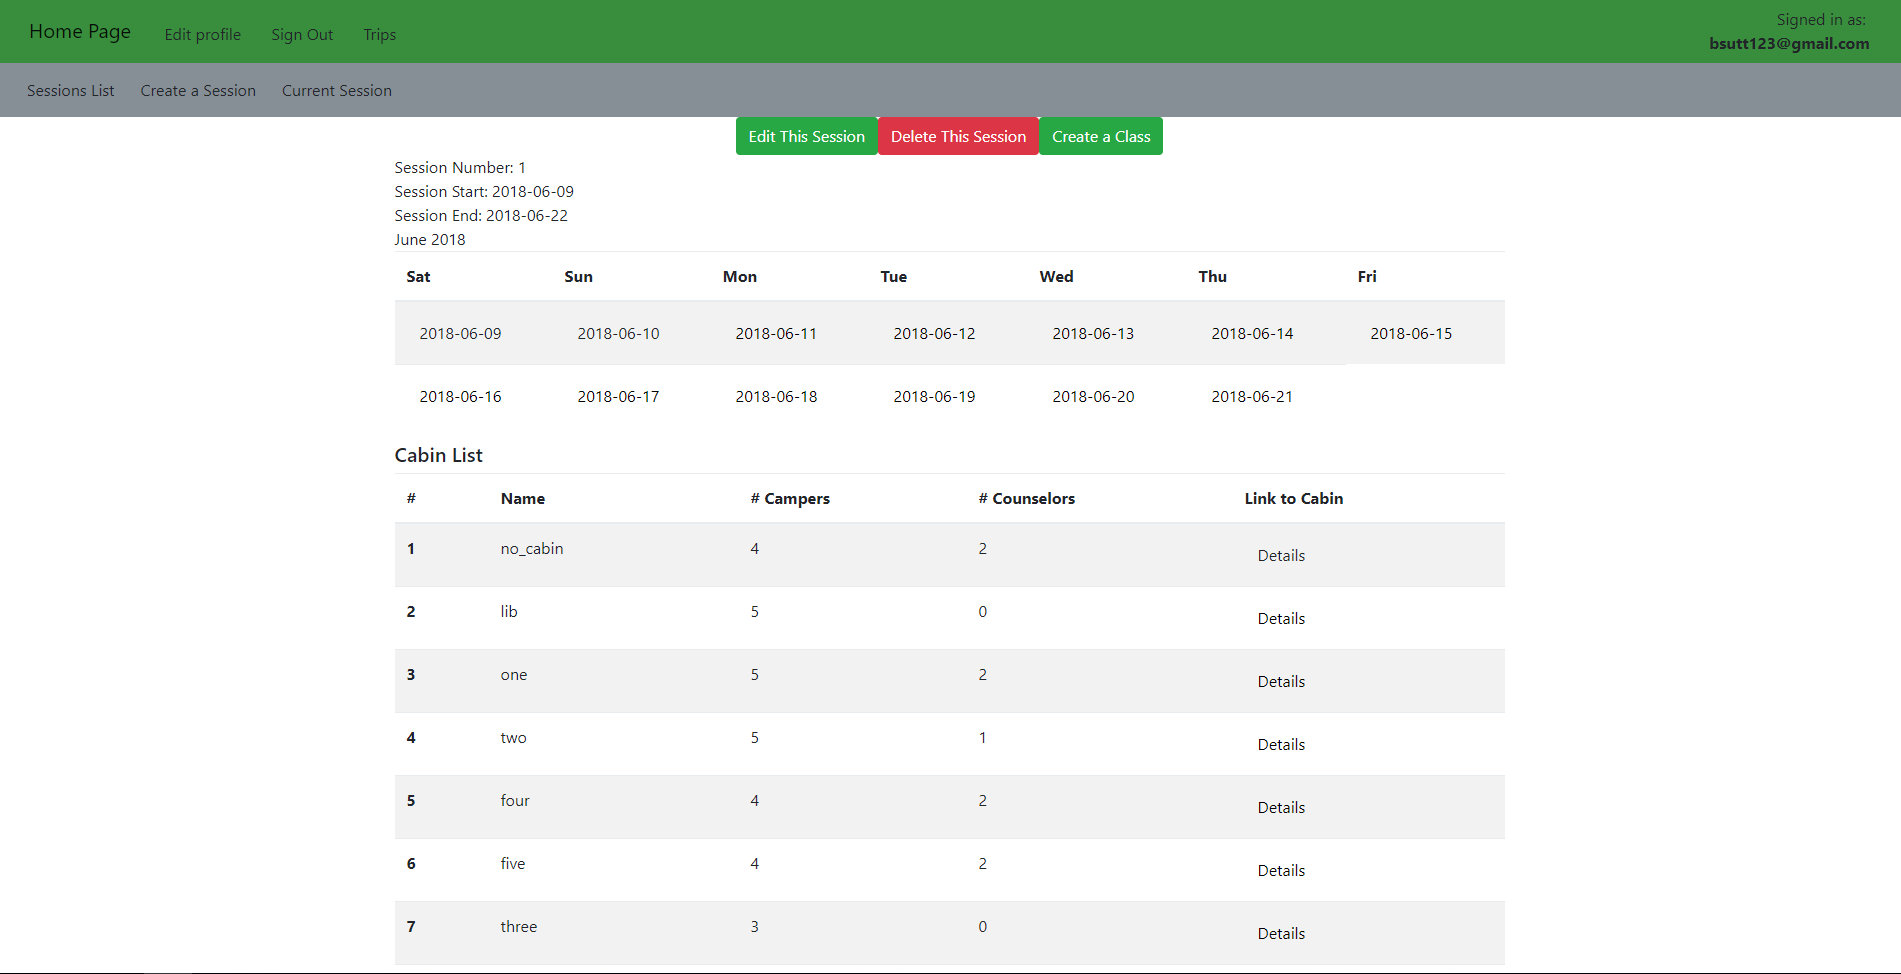 Home Page Edit profile Sign Out Trips
Signed in as:
bsutt123@gmail.com
Sessions List Create a Session Current Session
Edit This Session Delete This Session Create a Class
Session Number: 1
Session Start: 2018-06-09
Session End: 2018-06-22
June 2018
Sat Sun Mon Tue Wed Thu Fri
2018-06-09 2018-06-10 2018-06-11 2018-06-12 2018-06-13 2018-06-14 2018-06-15
2018-06-16 2018-06-17 2018-06-18 2018-06-19 2018-06-20 2018-06-21
Cabin List
# Name # Campers # Counselors Link to Cabin
1 no_cabin 4 2 Details
2 lib 5 0 Details
3 one 5 2 Details
4 two 5 1 Details
5 four 4 2 Details
6 five 4 2 Details
7 three 3 0 Details